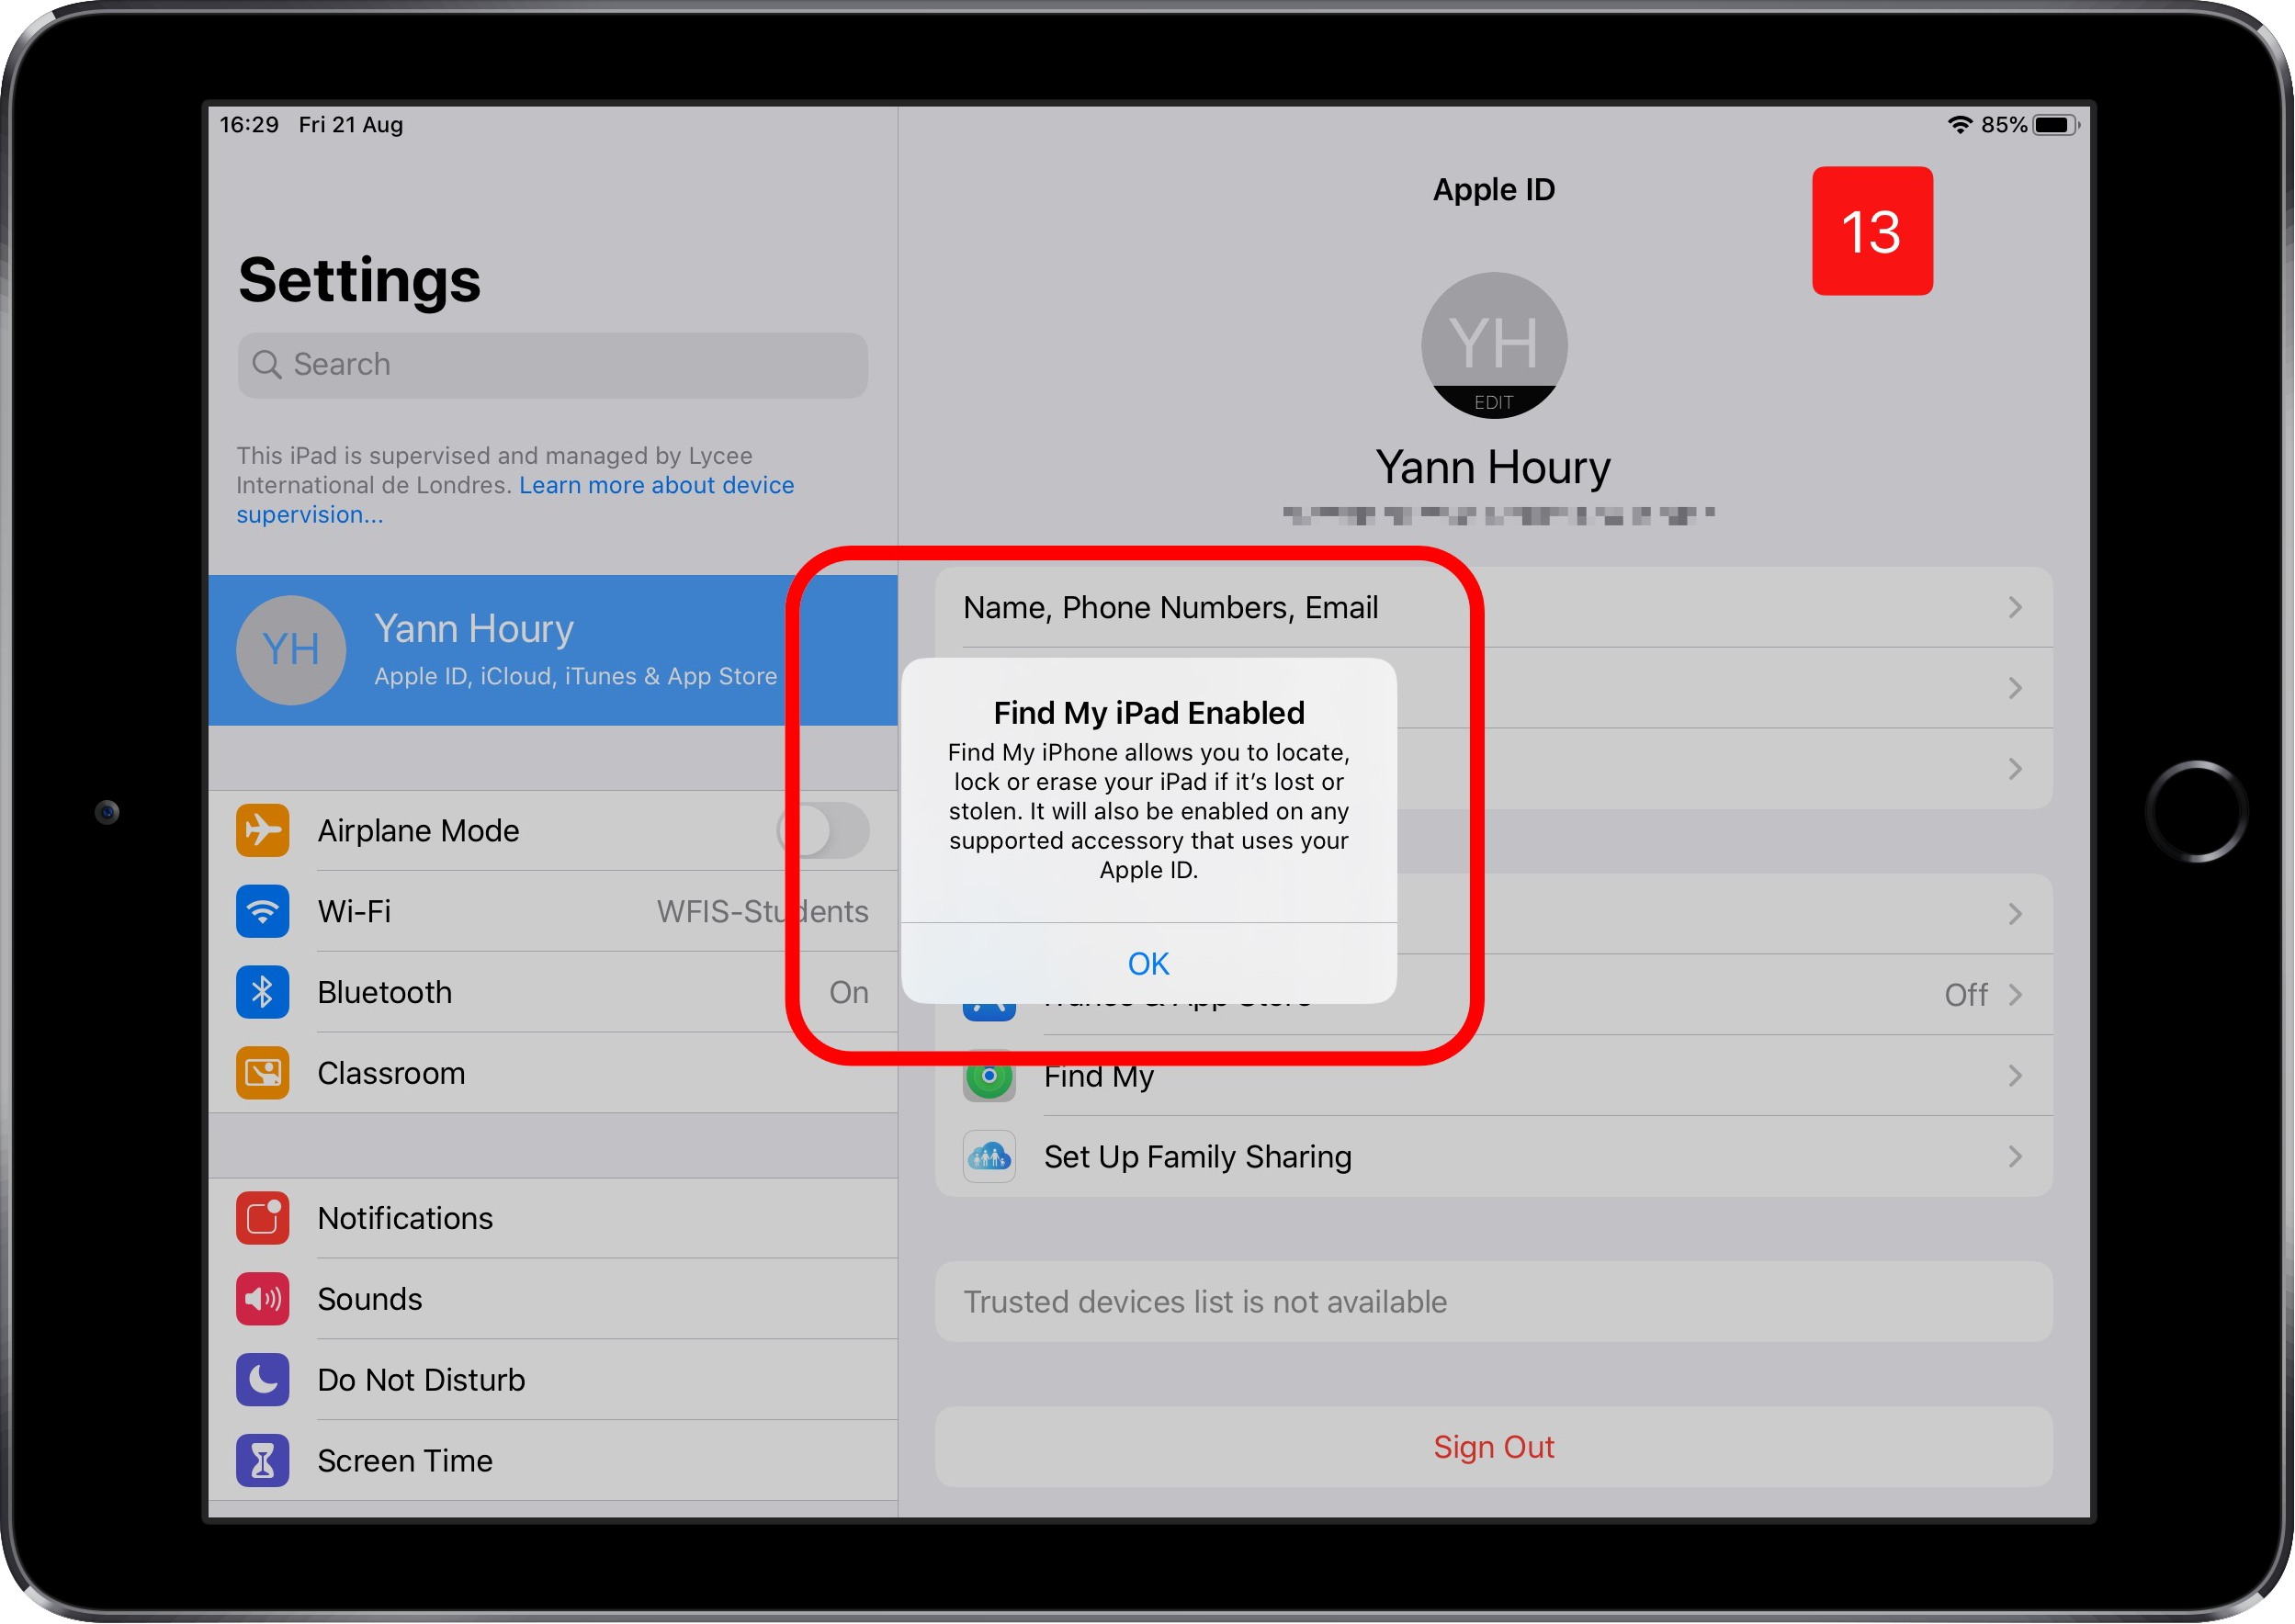 16:29 Fri 21 Aug
85%
Settings
Search
This iPad is supervised and managed by Lycee
International de Londres. Learn more about device
supervision...
YH
Yann Houry
Apple ID, iCloud, iTunes & App Store
Airplane Mode
Wi-Fi WFIS-Students
Bluetooth On
Classroom
Notifications
Sounds
Do Not Disturb
Screen Time
Apple ID
13
YH
EDIT
Yann Houry
Name, Phone Numbers, Email
Find My iPad Enabled
Find My iPhone allows you to locate,
lock or erase your iPad if it's lost or
stolen. It will also be enabled on any
supported accessory that uses your
Apple ID.
OK
iTunes & App Store Off
Find My
Set Up Family Sharing
Trusted devices list is not available
Sign Out